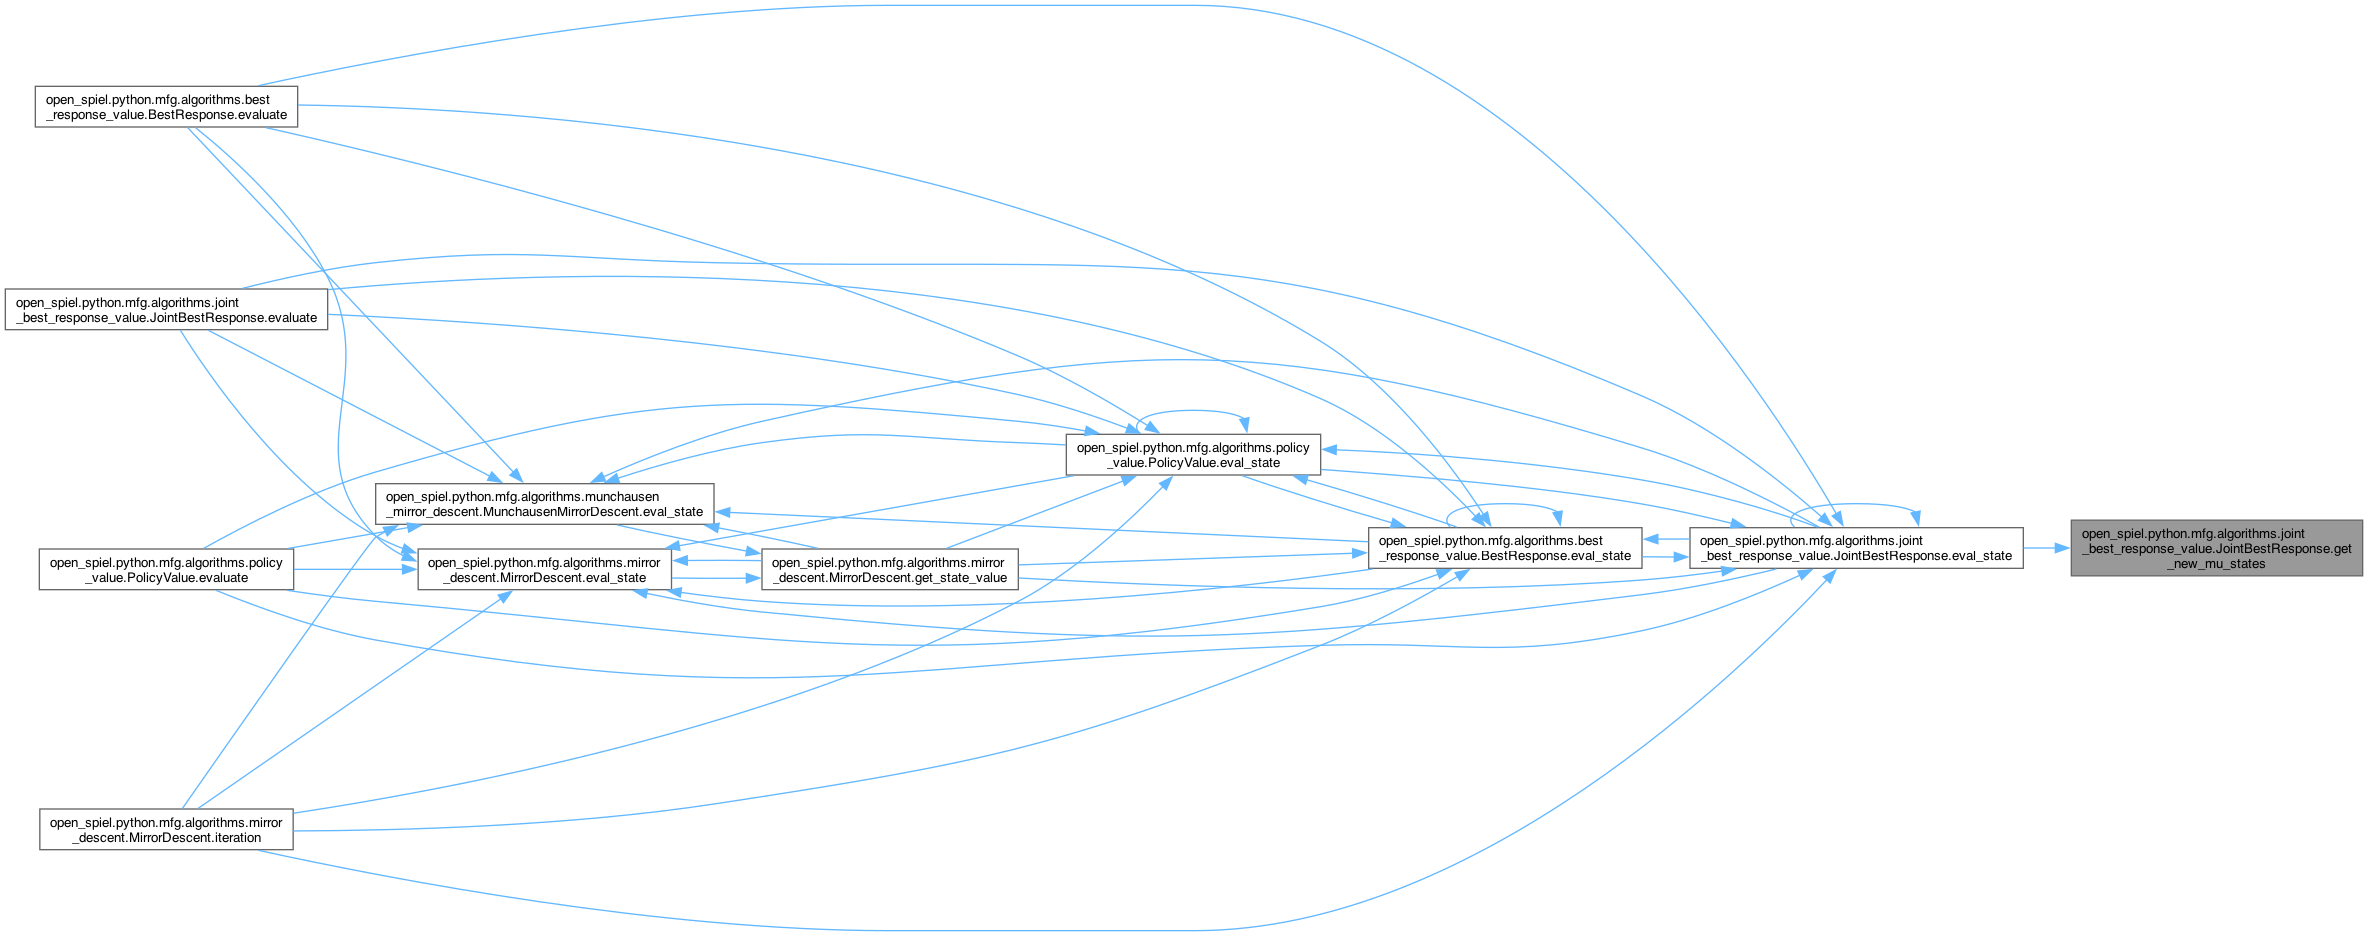 open_spiel.python.mfg.algorithms.best
_response_value.BestResponse.evaluate
open_spiel.python.mfg.algorithms.joint
_best_response_value.JointBestResponse.evaluate
open_spiel.python.mfg.algorithms.policy
_value.PolicyValue.eval_state
open_spiel.python.mfg.algorithms.munchausen
_mirror_descent.MunchausenMirrorDescent.eval_state
open_spiel.python.mfg.algorithms.best
_response_value.BestResponse.eval_state
open_spiel.python.mfg.algorithms.joint
_best_response_value.JointBestResponse.eval_state
open_spiel.python.mfg.algorithms.joint
_best_response_value.JointBestResponse.get
_new_mu_states
open_spiel.python.mfg.algorithms.policy
_value.PolicyValue.evaluate
open_spiel.python.mfg.algorithms.mirror
_descent.MirrorDescent.eval_state
open_spiel.python.mfg.algorithms.mirror
_descent.MirrorDescent.get_state_value
open_spiel.python.mfg.algorithms.mirror
_descent.MirrorDescent.iteration